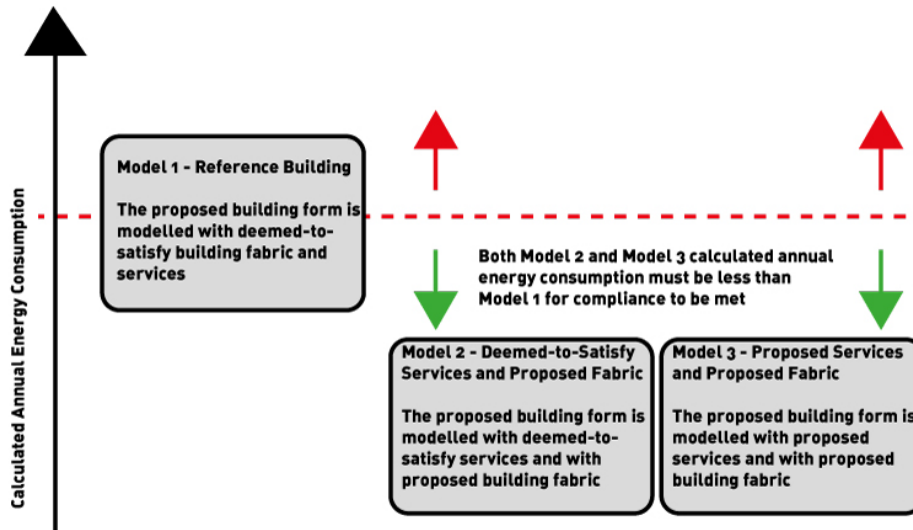 Calculated Annual Energy Consumption
Model 1 - Reference Building
The proposed building form is
modelled with deemed-to-
satisfy building fabric and
services
Both Model 2 and Model 3 calculated annual
energy consumption must be less than
Model 1 for compliance to be met
Model 2 - Deemed-to-Satisfy
Services and Proposed Fabric
The proposed building form is
modelled with deemed-to-
satisfy services and with
proposed building fabric
Model 3 - Proposed Services
and Proposed Fabric
The proposed building form is
modelled with proposed
services and with proposed
building fabric